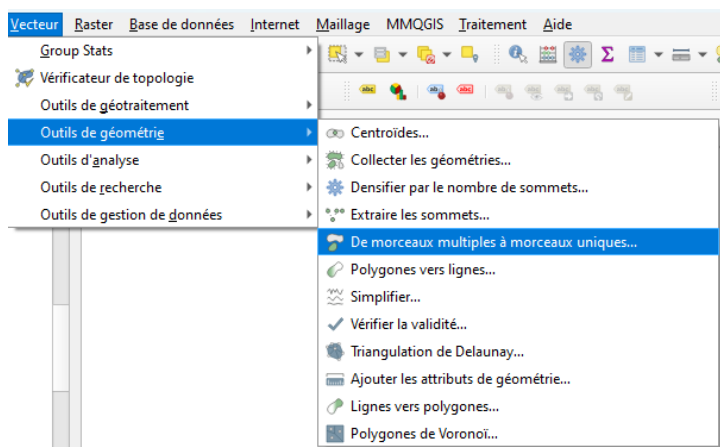 Vecteur Raster Base de données Internet Maillage MMQGIS Traitement Aide
Group Stats
Vérificateur de topologie
Outils de géotraitement
Outils de géométrie
Outils d'analyse
Outils de recherche
Outils de gestion de données
abc abc abc
Centroïdes...
Collecter les géométries...
Densifier par le nombre de sommets...
Extraire les sommets...
De morceaux multiples à morceaux uniques...
Polygones vers lignes...
Simplifier...
Vérifier la validité...
Triangulation de Delaunay...
Ajouter les attributs de géométrie...
Lignes vers polygones...
Polygones de Voronoï...